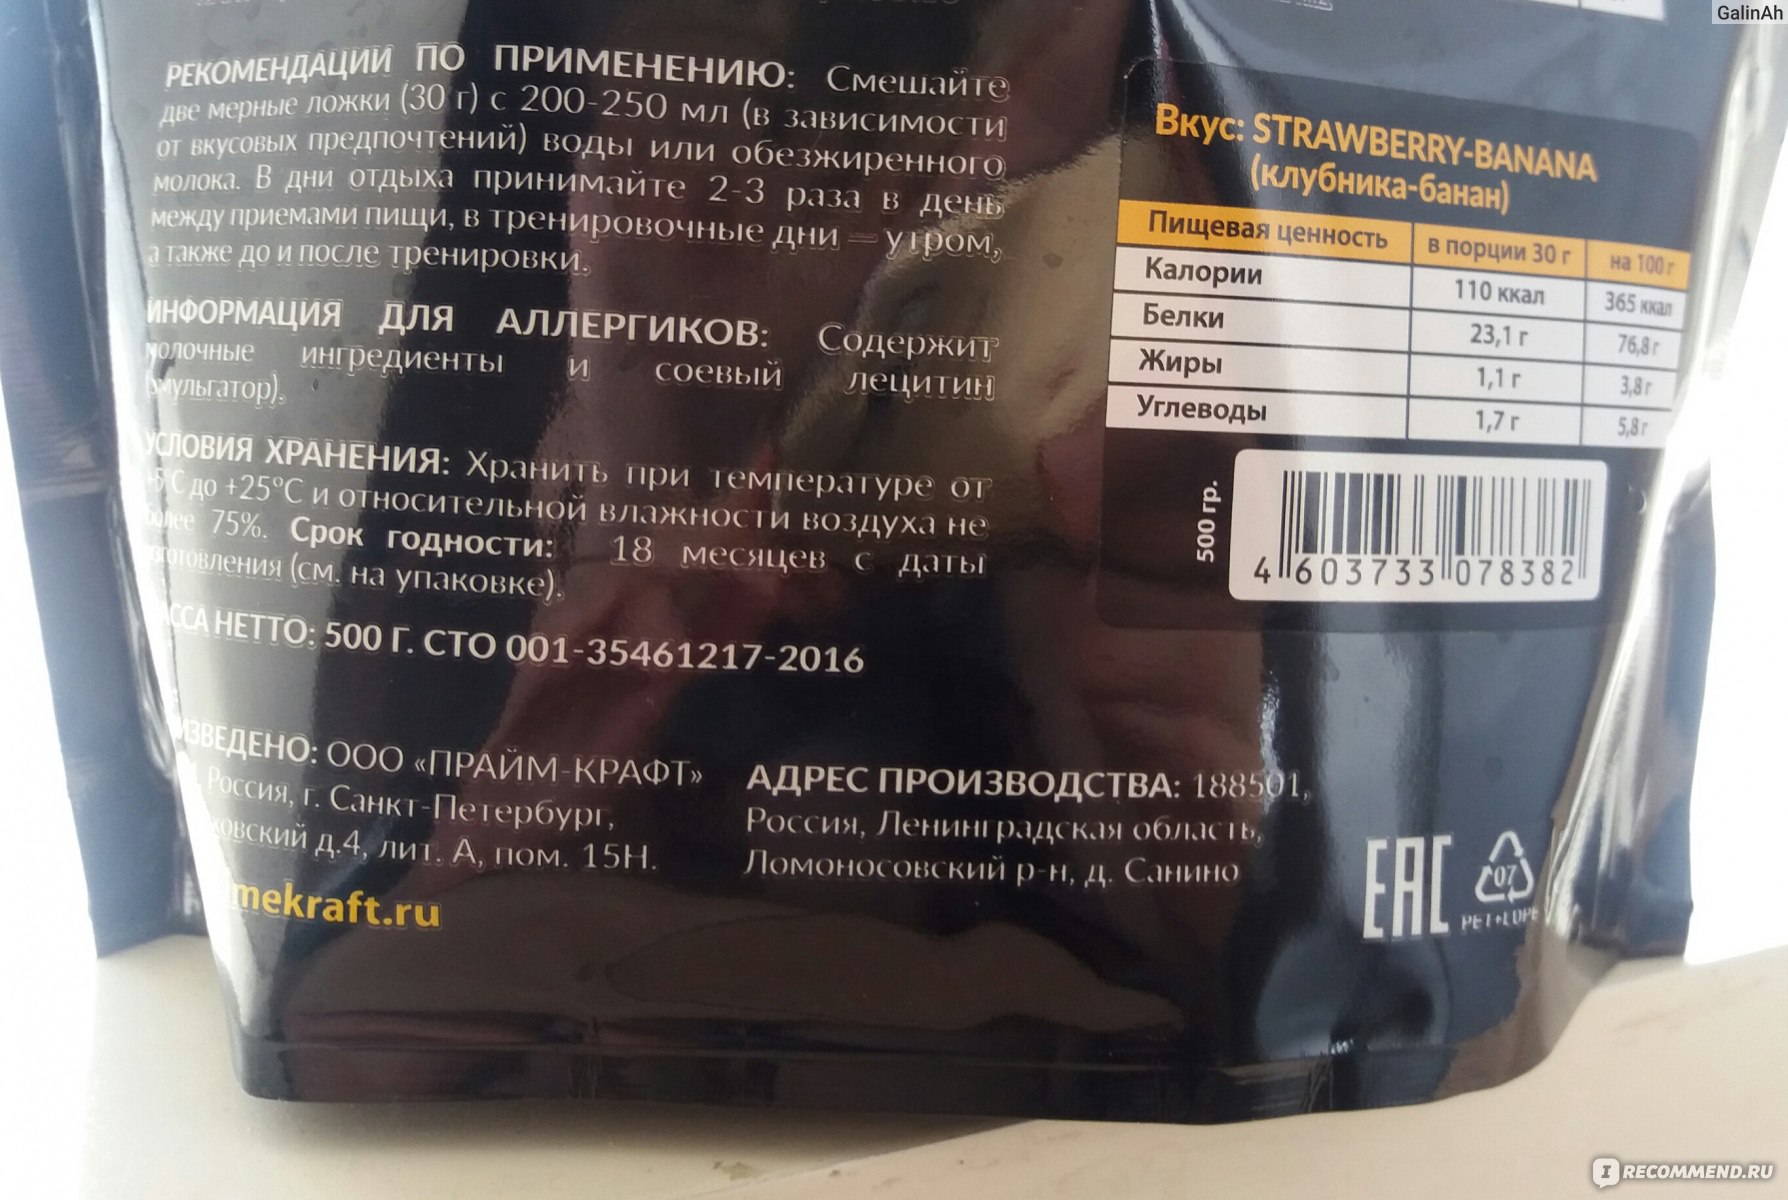 GalinAh
РЕКОМЕНДАЦИИ ПО ПРИМЕНЕНИЮ: Смешайте
две мерные ложки (30 г) с 200-250 мл (в зависимости
от вкусовых предпочтений) воды или обезжиренного
молока. В дни отдыха принимайте 2-3 раза в день
между приемами пищи, в тренировочные дни — утром,
а также до и после тренировки.
ИНФОРМАЦИЯ ДЛЯ АЛЛЕРГИКОВ: Содержит
молочные ингредиенты и соевый лецитин
(эмульгатор).
УСЛОВИЯ ХРАНЕНИЯ: Хранить при температуре от
+5°С до +25°С и относительной влажности воздуха не
более 75%. Срок годности: 18 месяцев с даты
изготовления (см. на упаковке).
МАССА НЕТТО: 500 Г. СТО 001-35461217-2016
ИЗВЕДЕНО: ООО «ПРАЙМ-КРАФТ»
Россия, г. Санкт-Петербург,
ховский д.4, лит. А, пом. 15Н.
mekraft.ru
АДРЕС ПРОИЗВОДСТВА: 188501,
Россия, Ленинградская область,
Ломоносовский р-н, д. Санино
Вкус: STRAWBERRY-BANANA
(клубника-банан)
Пищевая ценность в порции 30 г на 100 г
Калории 110 ккал 365 ккал
Белки 23,1 г 76,8 г
Жиры 1,1 г 3,8 г
Углеводы 1,7 г 5,8 г
500 гр.
4 603733 078382
EAC
07
PET+LDPE
IRECOMMEND.RU